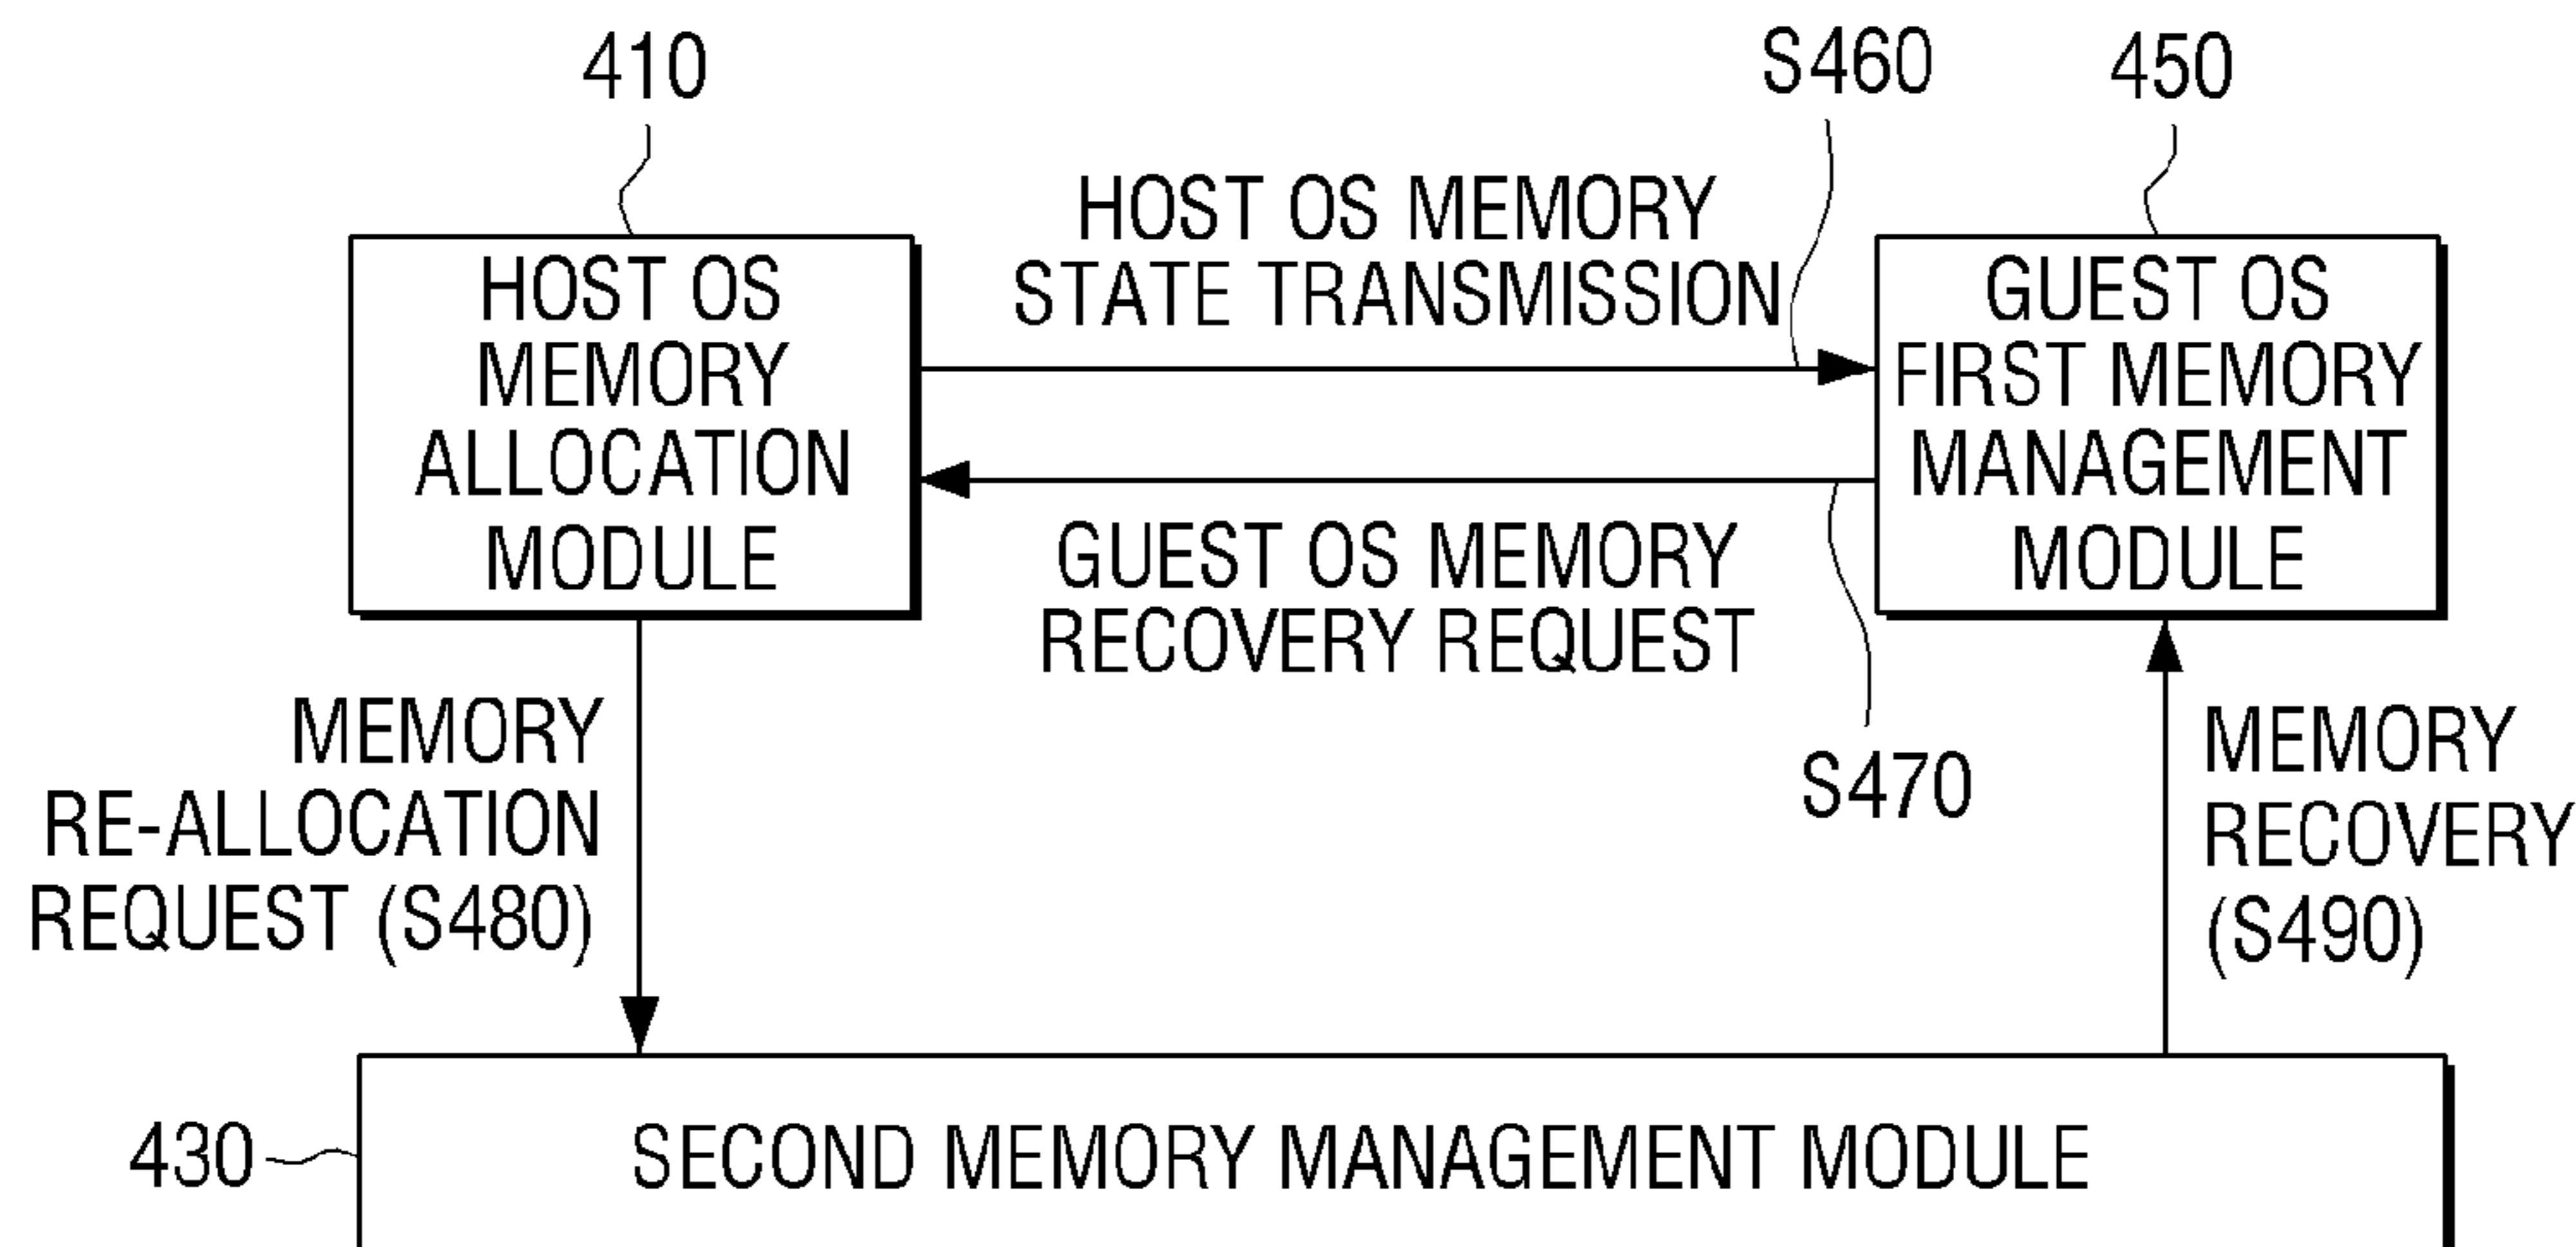 410
S460
450
HOST OS
MEMORY
ALLOCATION
MODULE
HOST OS MEMORY
STATE TRANSMISSION
GUEST OS
FIRST MEMORY
MANAGEMENT
MODULE
GUEST OS MEMORY
RECOVERY REQUEST
S470
MEMORY
RE-ALLOCATION
REQUEST (S480)
MEMORY
RECOVERY
(S490)
430
SECOND MEMORY MANAGEMENT MODULE